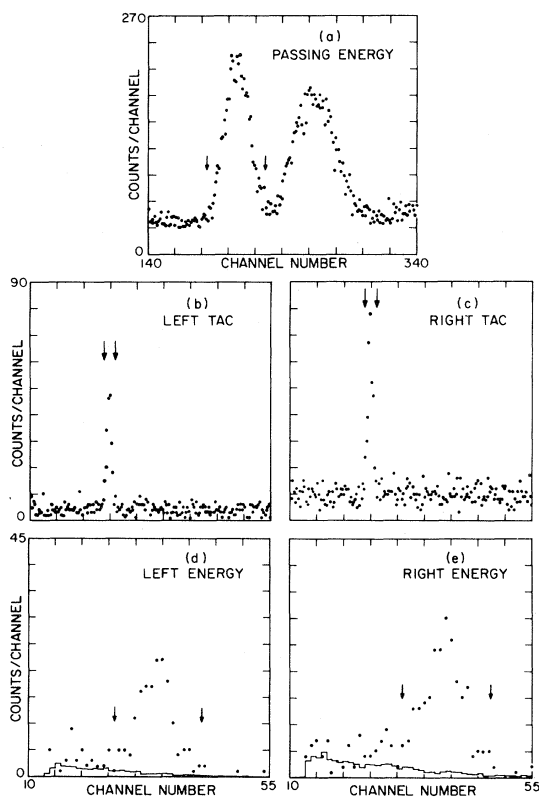 270
(a)
PASSING ENERGY
COUNTS/CHANNEL
0
140
CHANNEL NUMBER
340
90
(b)
LEFT TAC
(c)
RIGHT TAC
COUNTS/CHANNEL
0
45
(d)
LEFT ENERGY
(e)
RIGHT ENERGY
COUNTS/CHANNEL
0
10
CHANNEL NUMBER
55
10
CHANNEL NUMBER
55